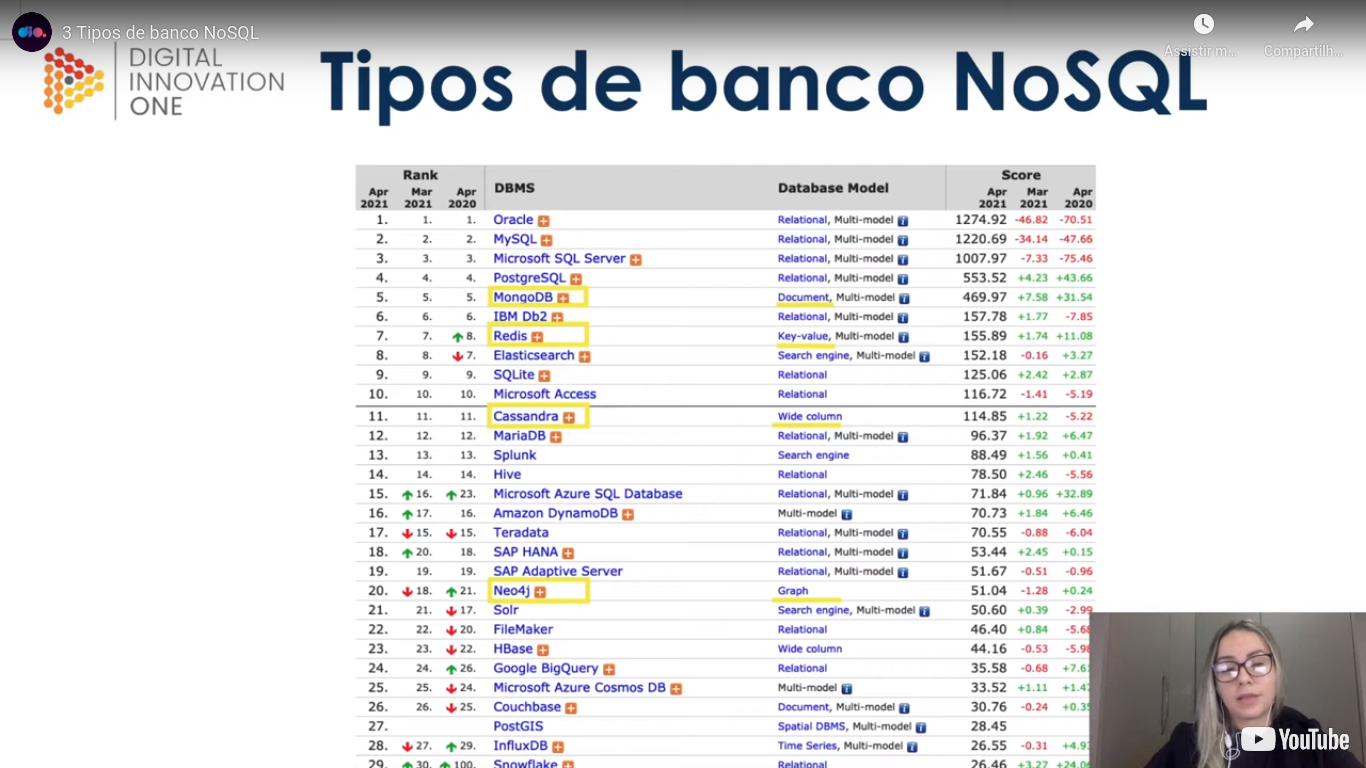 3 Tipos de banco NoSQL
Assistir m...
Compartilh...
dio.
DIGITAL
INNOVATION
ONE
Tipos de banco NoSQL
Rank Score
DBMS Database Model
Apr Mar Apr Apr Mar Apr
2021 2021 2020 2021 2021 2020
1. 1. 1. Oracle Relational, Multi-model 1274.92 -46.82 -70.51
2. 2. 2. MySQL Relational, Multi-model 1220.69 -34.14 -47.66
3. 3. 3. Microsoft SQL Server Relational, Multi-model 1007.97 -7.33 -75.46
4. 4. 4. PostgreSQL Relational, Multi-model 553.52 +4.23 +43.66
5. 5. 5. MongoDB Document, Multi-model 469.97 +7.58 +31.54
6. 6. 6. IBM Db2 Relational, Multi-model 157.78 +1.77 -7.85
7. 7. 8. Redis Key-value, Multi-model 155.89 +1.74 +11.08
8. 8. 7. Elasticsearch Search engine, Multi-model 152.18 -0.16 +3.27
9. 9. 9. SQLite Relational 125.06 +2.42 +2.87
10. 10. 10. Microsoft Access Relational 116.72 -1.41 -5.19
11. 11. 11. Cassandra Wide column 114.85 +1.22 -5.22
12. 12. 12. MariaDB Relational, Multi-model 96.37 +1.92 +6.47
13. 13. 13. Splunk Search engine 88.49 +1.56 +0.41
14. 14. 14. Hive Relational 78.50 +2.46 -5.56
15. 16. 23. Microsoft Azure SQL Database Relational, Multi-model 71.84 +0.96 +32.89
16. 17. 16. Amazon DynamoDB Multi-model 70.73 +1.84 +6.46
17. 15. 15. Teradata Relational, Multi-model 70.55 -0.88 -6.04
18. 20. 18. SAP HANA Relational, Multi-model 53.44 +2.45 +0.15
19. 19. 19. SAP Adaptive Server Relational, Multi-model 51.67 -0.51 -0.96
20. 18. 21. Neo4j Graph 51.04 -1.28 +0.24
21. 21. 17. Solr Search engine, Multi-model 50.60 +0.39 -2.99
22. 22. 20. FileMaker Relational 46.40 +0.84 -5.68
23. 23. 22. HBase Wide column 44.16 -0.53 -5.98
24. 24. 26. Google BigQuery Relational 35.58 -0.68 +7.61
25. 25. 24. Microsoft Azure Cosmos DB Multi-model 33.52 +1.11 +1.47
26. 26. 25. Couchbase Document, Multi-model 30.76 -0.24 +0.35
27. PostGIS Spatial DBMS, Multi-model 28.45
28. 27. 29. InfluxDB Time Series, Multi-model 26.55 -0.31 +4.93
29. 30. 100. Snowflake Relational 26.46 +3.27 +24.06
YouTube